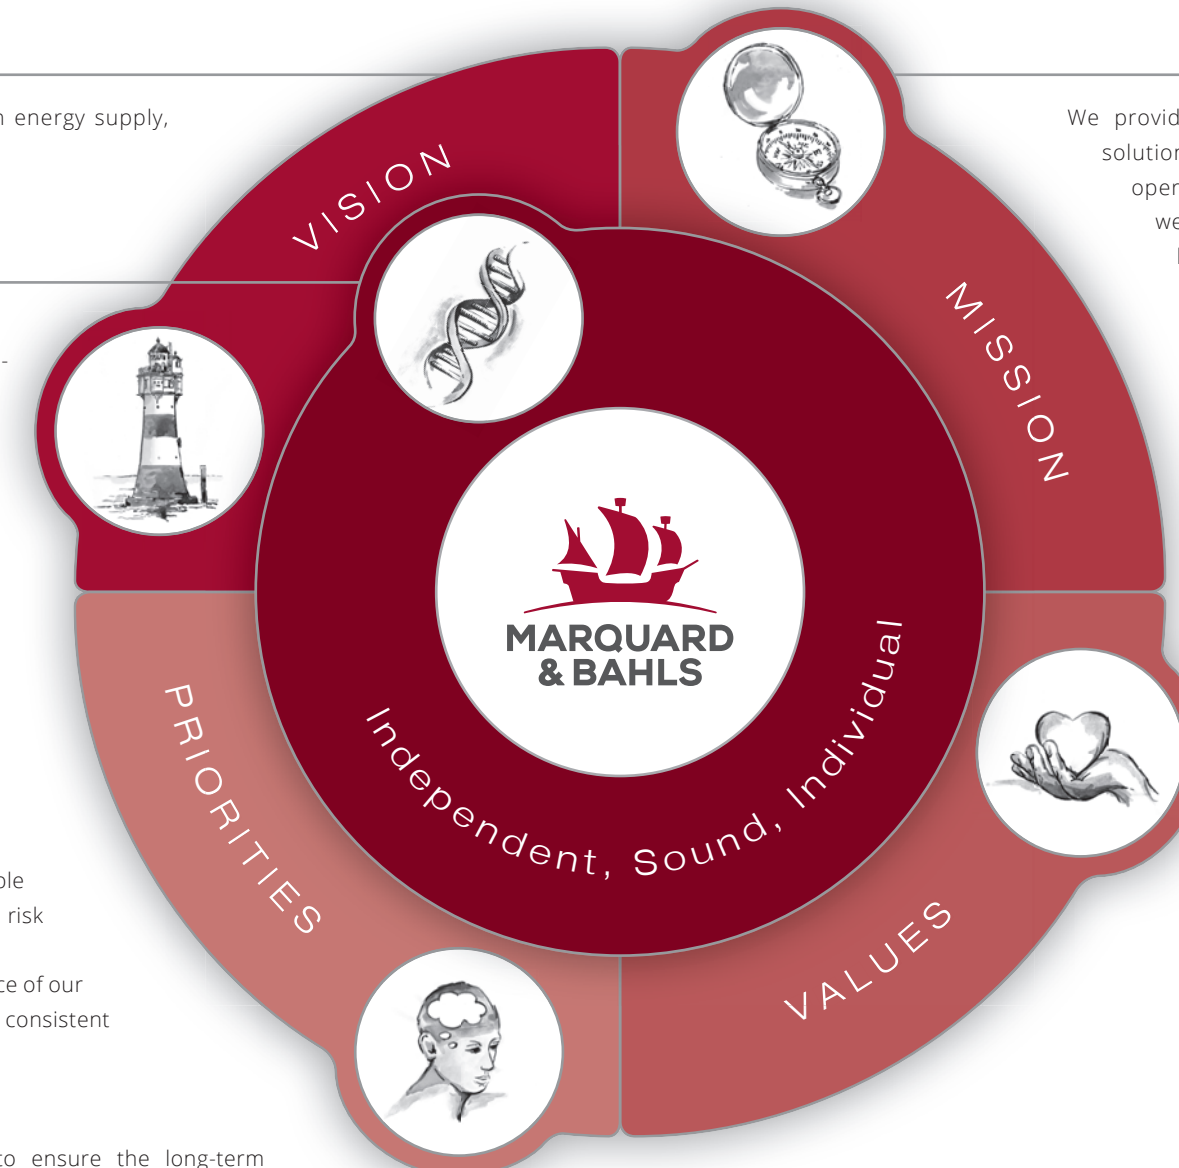 n energy supply,
We provid
solution
oper
we
VISION
MISSION
-
MARQUARD
& BAHLS
Independent, Sound, Individual
PRIORITIES
VALUES
ble
risk
ce of our
consistent
to ensure the long-term